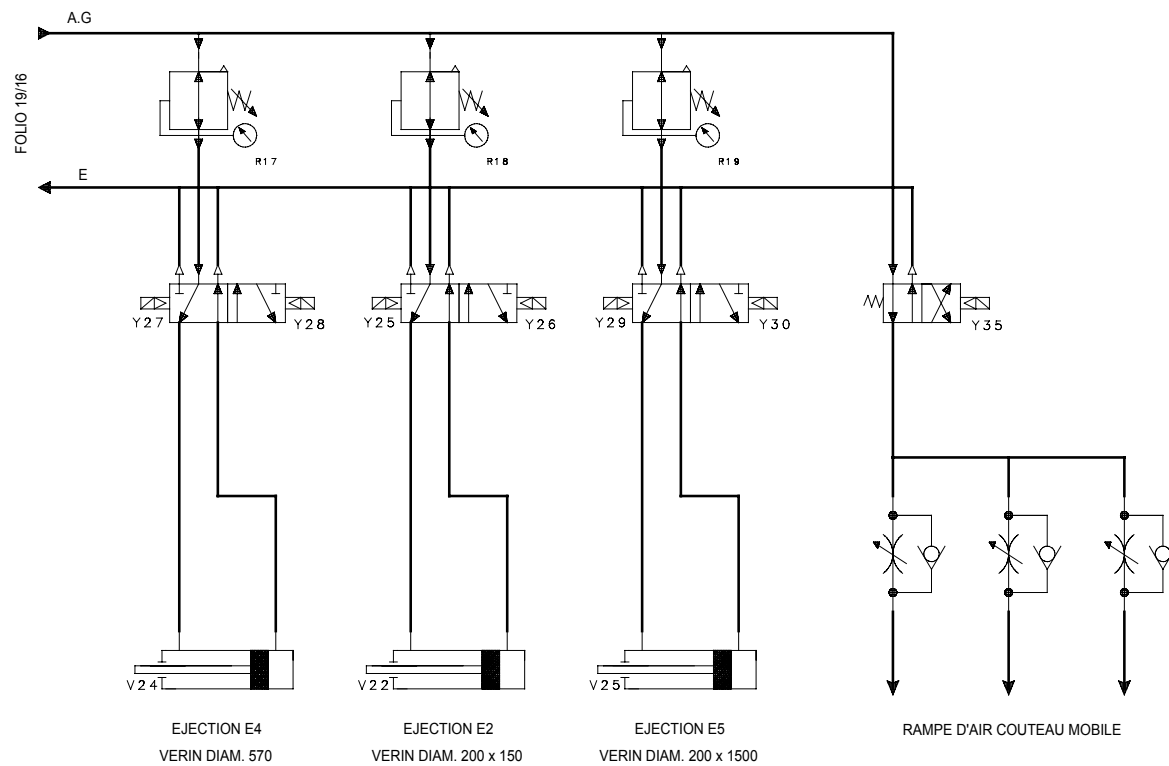 A.G
FOLIO 19/16
R17
R18
R19
E
Y27
Y28
Y25
Y26
Y29
Y30
Y35
V24
V22
V25
EJECTION E4
VERIN DIAM. 570
EJECTION E2
VERIN DIAM. 200 x 150
EJECTION E5
VERIN DIAM. 200 x 1500
RAMPE D'AIR COUTEAU MOBILE